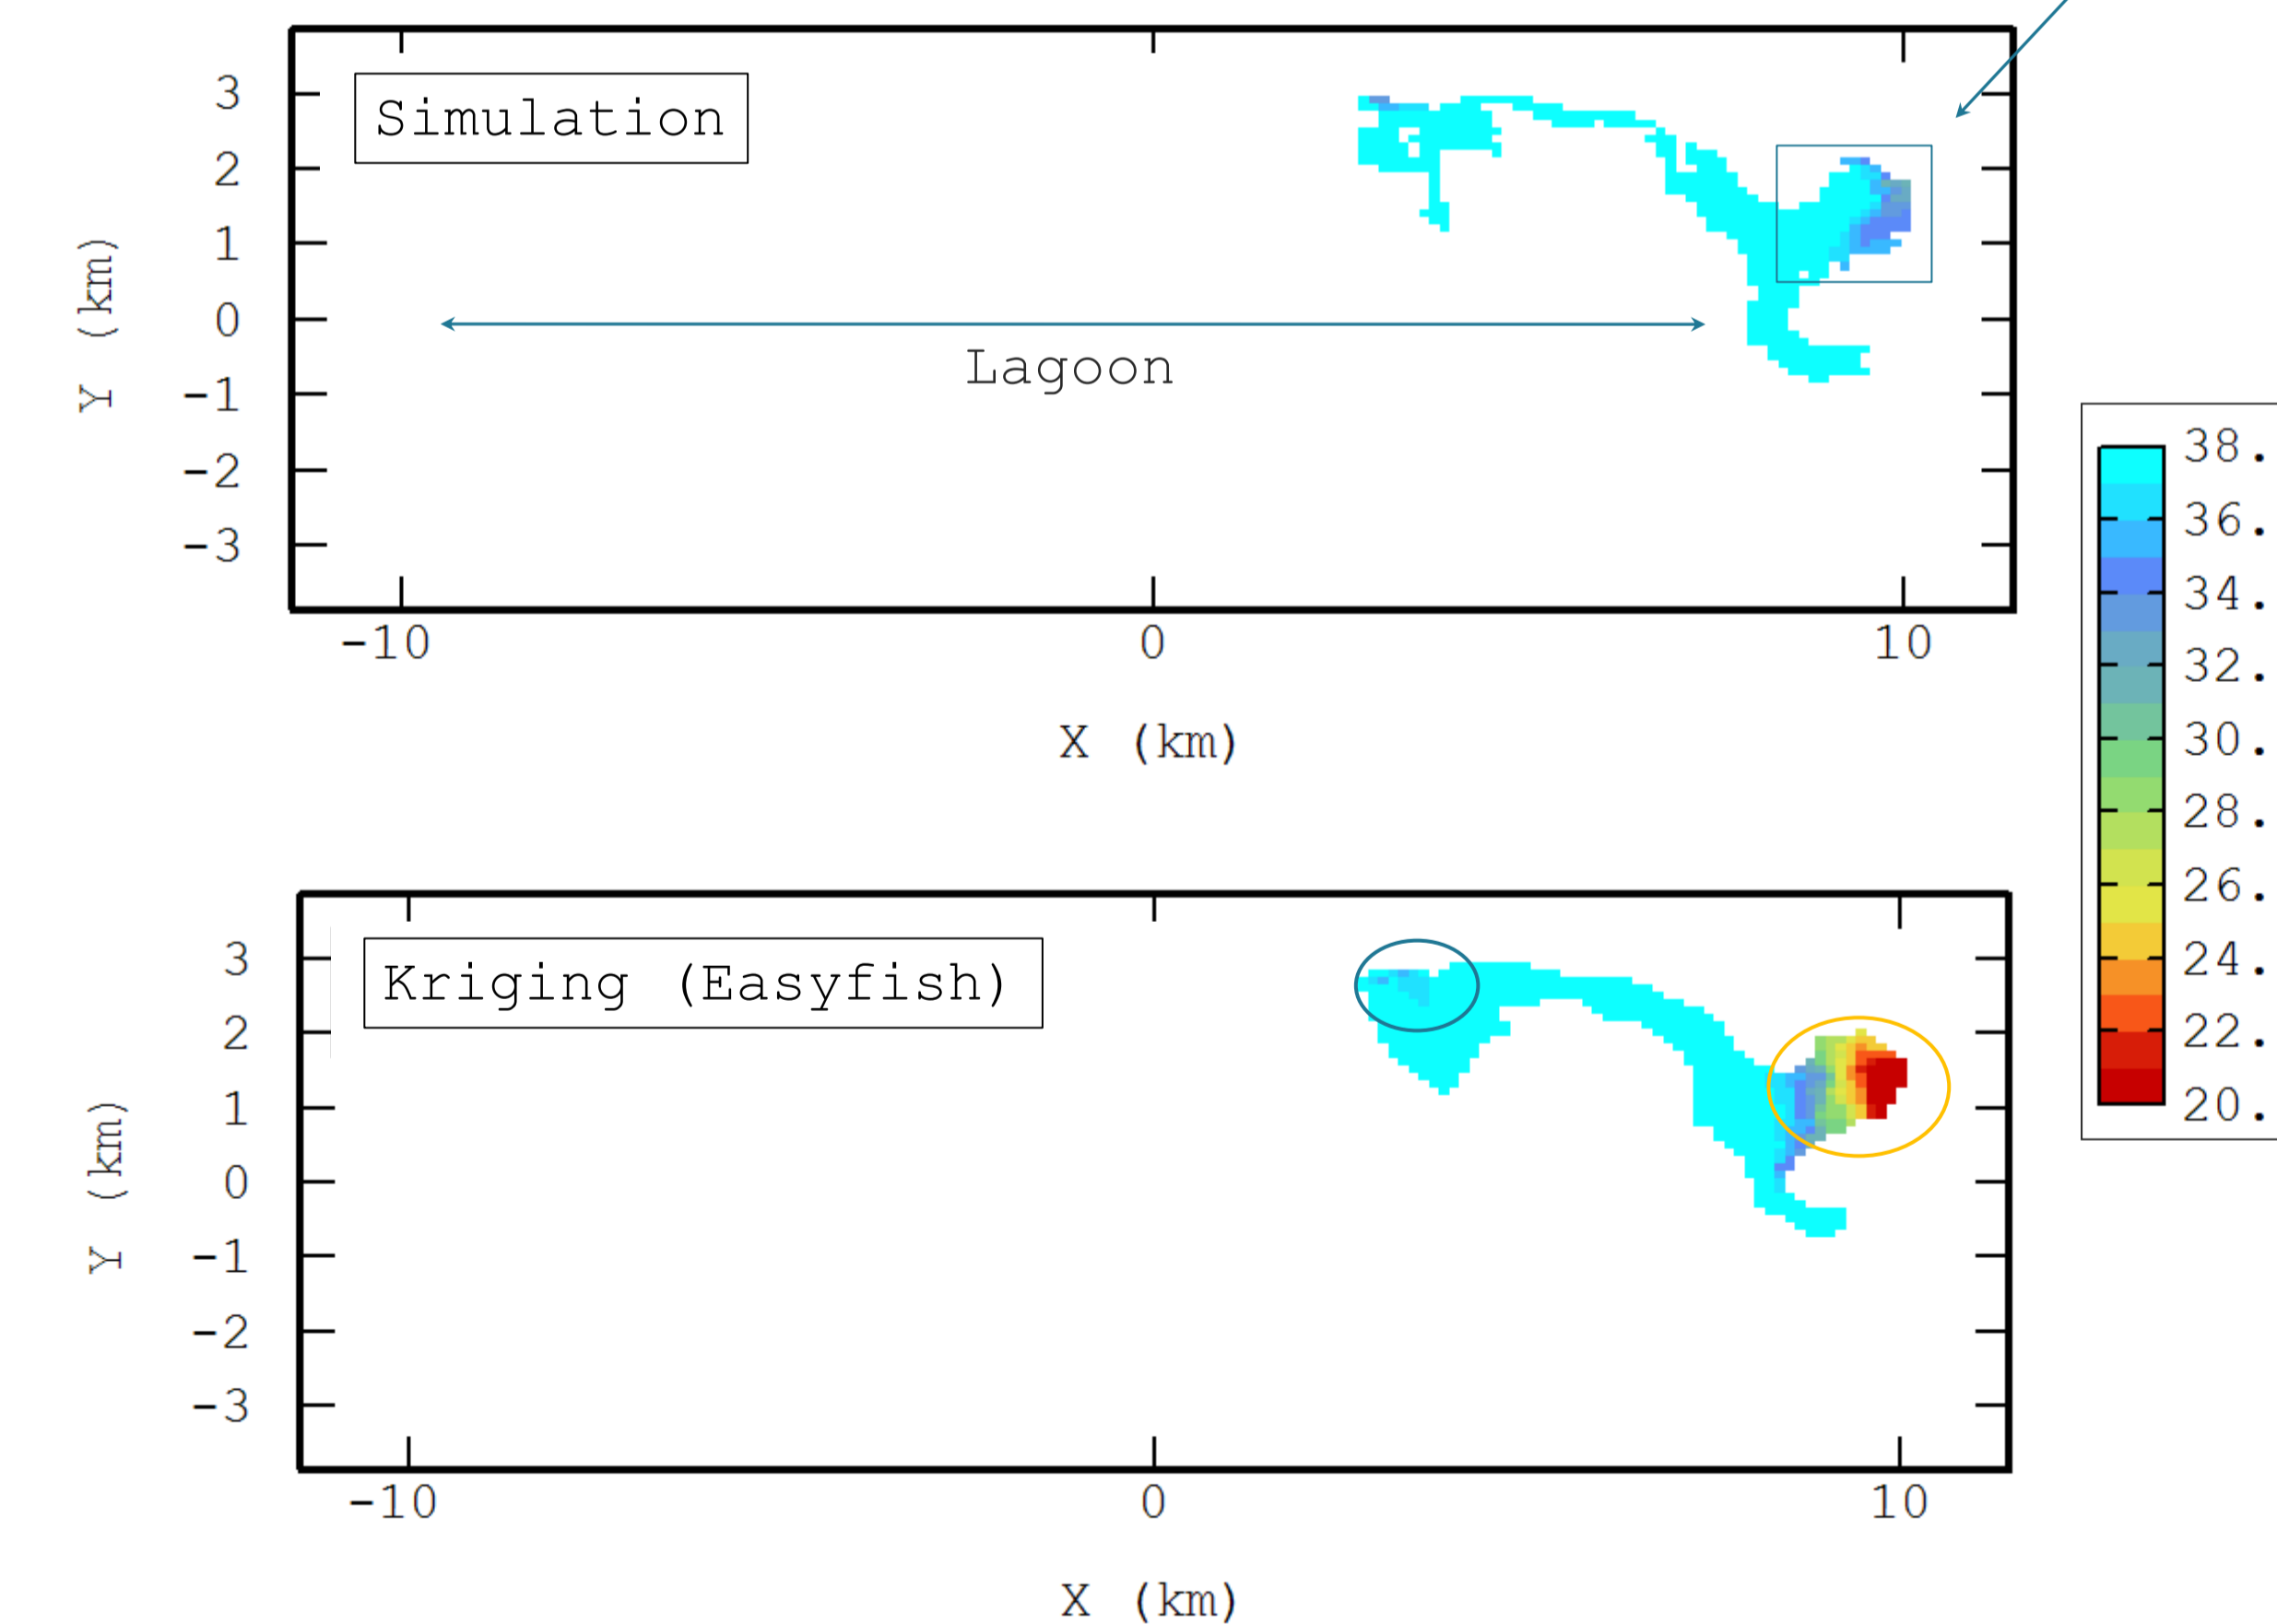 Simulation
3
2
1
0
-1
-2
-3
Y (km)
Lagoon
-10 0 10
X (km)
38.
36.
34.
32.
30.
28.
26.
24.
22.
20.
Kriging (Easyfish)
3
2
1
0
-1
-2
-3
Y (km)
-10 0 10
X (km)